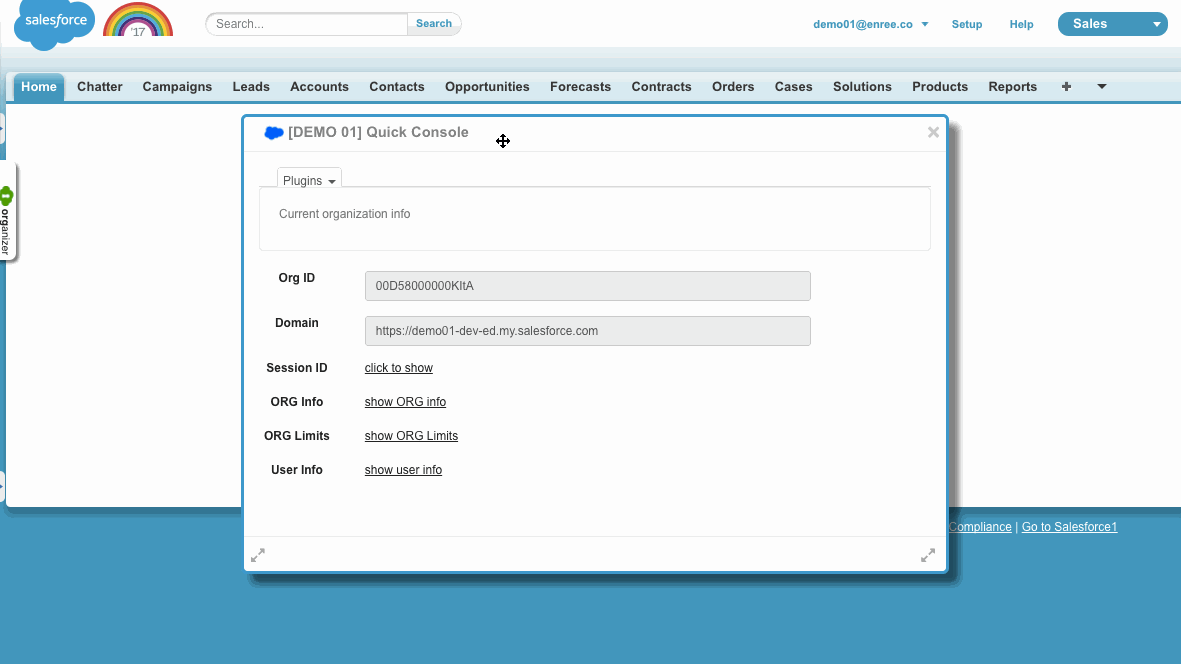 salesforce
'17
Search...
Search
demo01@enree.co
Setup
Help
Sales
Home Chatter Campaigns Leads Accounts Contacts Opportunities Forecasts Contracts Orders Cases Solutions Products Reports +
organizer
[DEMO 01] Quick Console
Plugins
Current organization info
Org ID 00D58000000KItA
Domain https://demo01-dev-ed.my.salesforce.com
Session ID click to show
ORG Info show ORG info
ORG Limits show ORG Limits
User Info show user info
Compliance | Go to Salesforce1